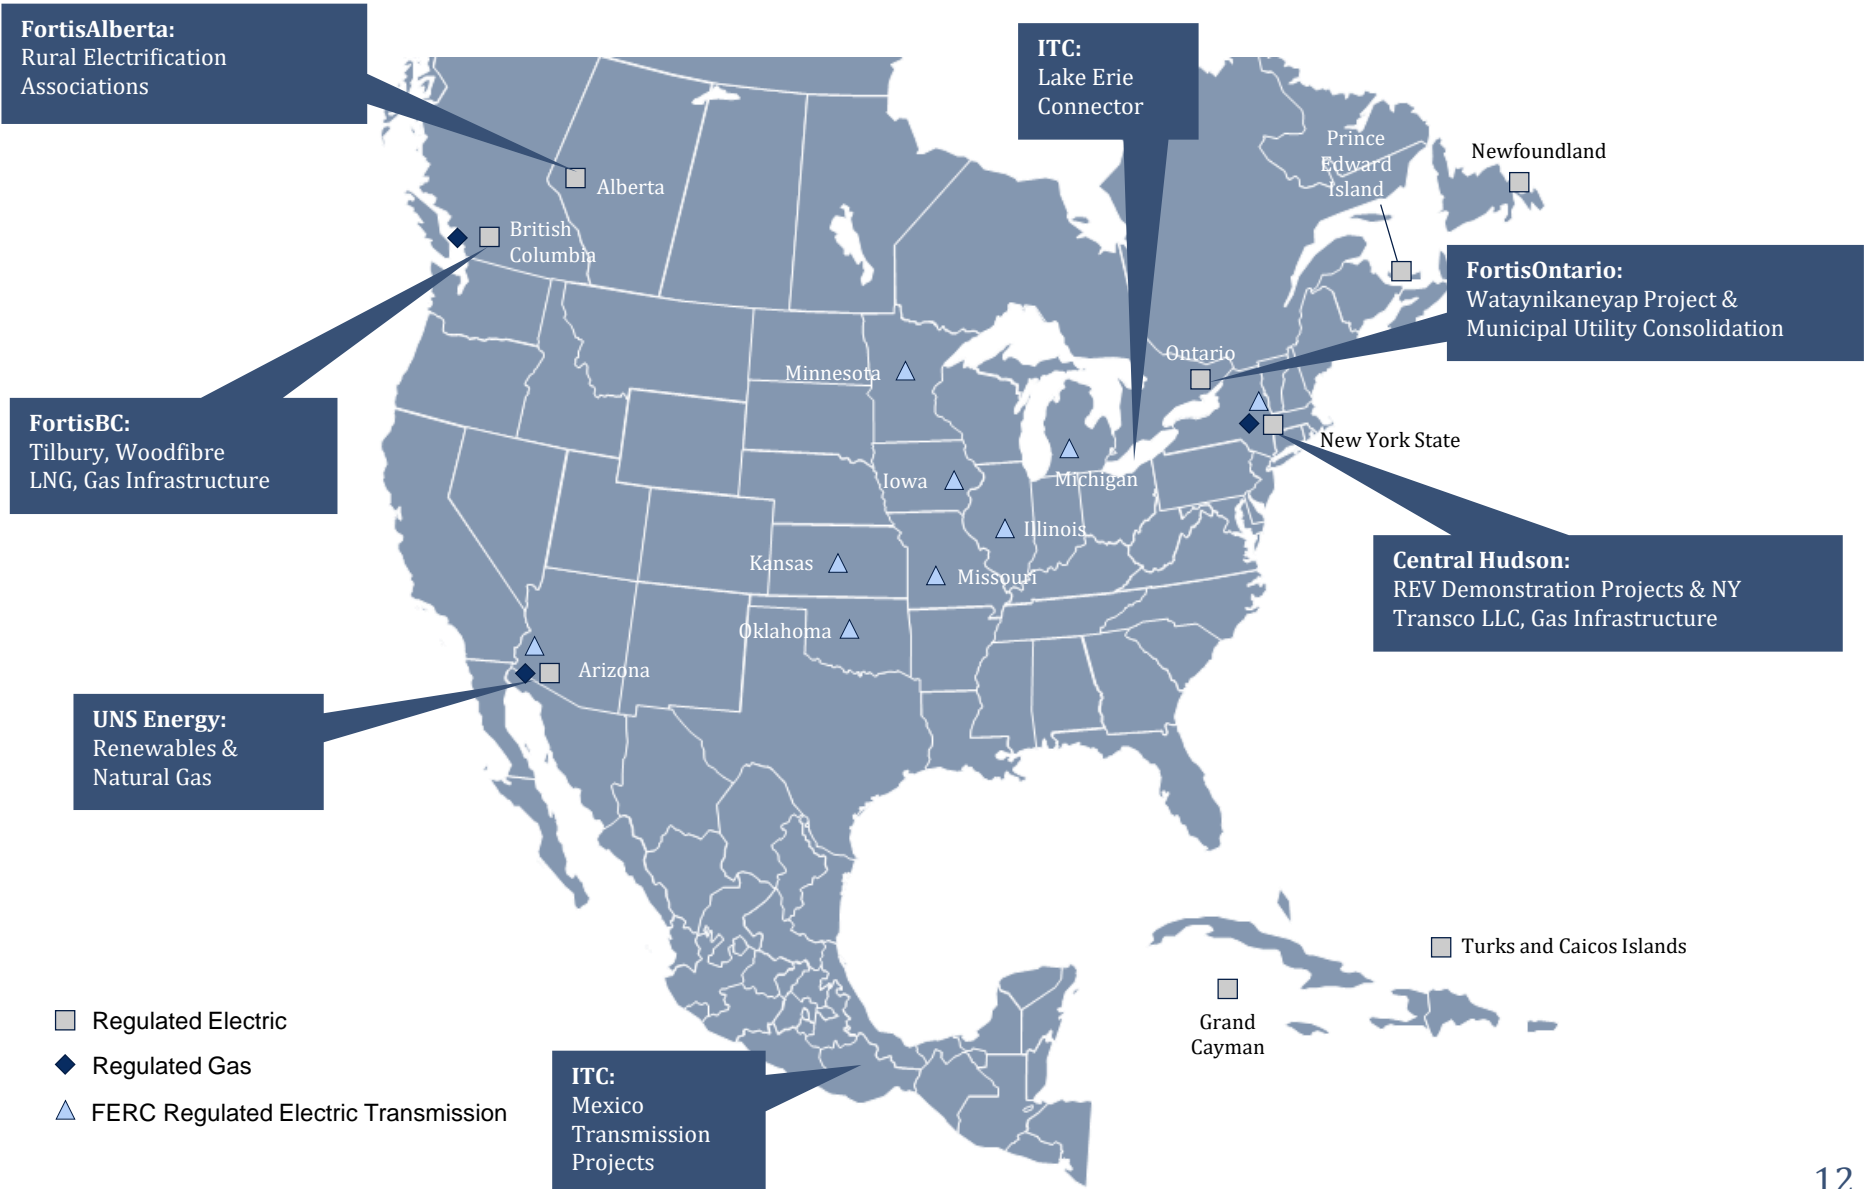 FortisAlberta:
Rural Electrification
Associations
ITC:
Lake Erie
Connector
Prince
Edward
Island
Newfoundland
Alberta
British
Columbia
FortisOntario:
Wataynikaneyap Project &
Municipal Utility Consolidation
Ontario
Minnesota
FortisBC:
Tilbury, Woodfibre
LNG, Gas Infrastructure
New York State
Iowa
Michigan
Illinois
Central Hudson:
REV Demonstration Projects & NY
Transco LLC, Gas Infrastructure
Kansas
Missouri
Oklahoma
Arizona
UNS Energy:
Renewables &
Natural Gas
Turks and Caicos Islands
Grand
Cayman
Regulated Electric
Regulated Gas
FERC Regulated Electric Transmission
ITC:
Mexico
Transmission
Projects
12